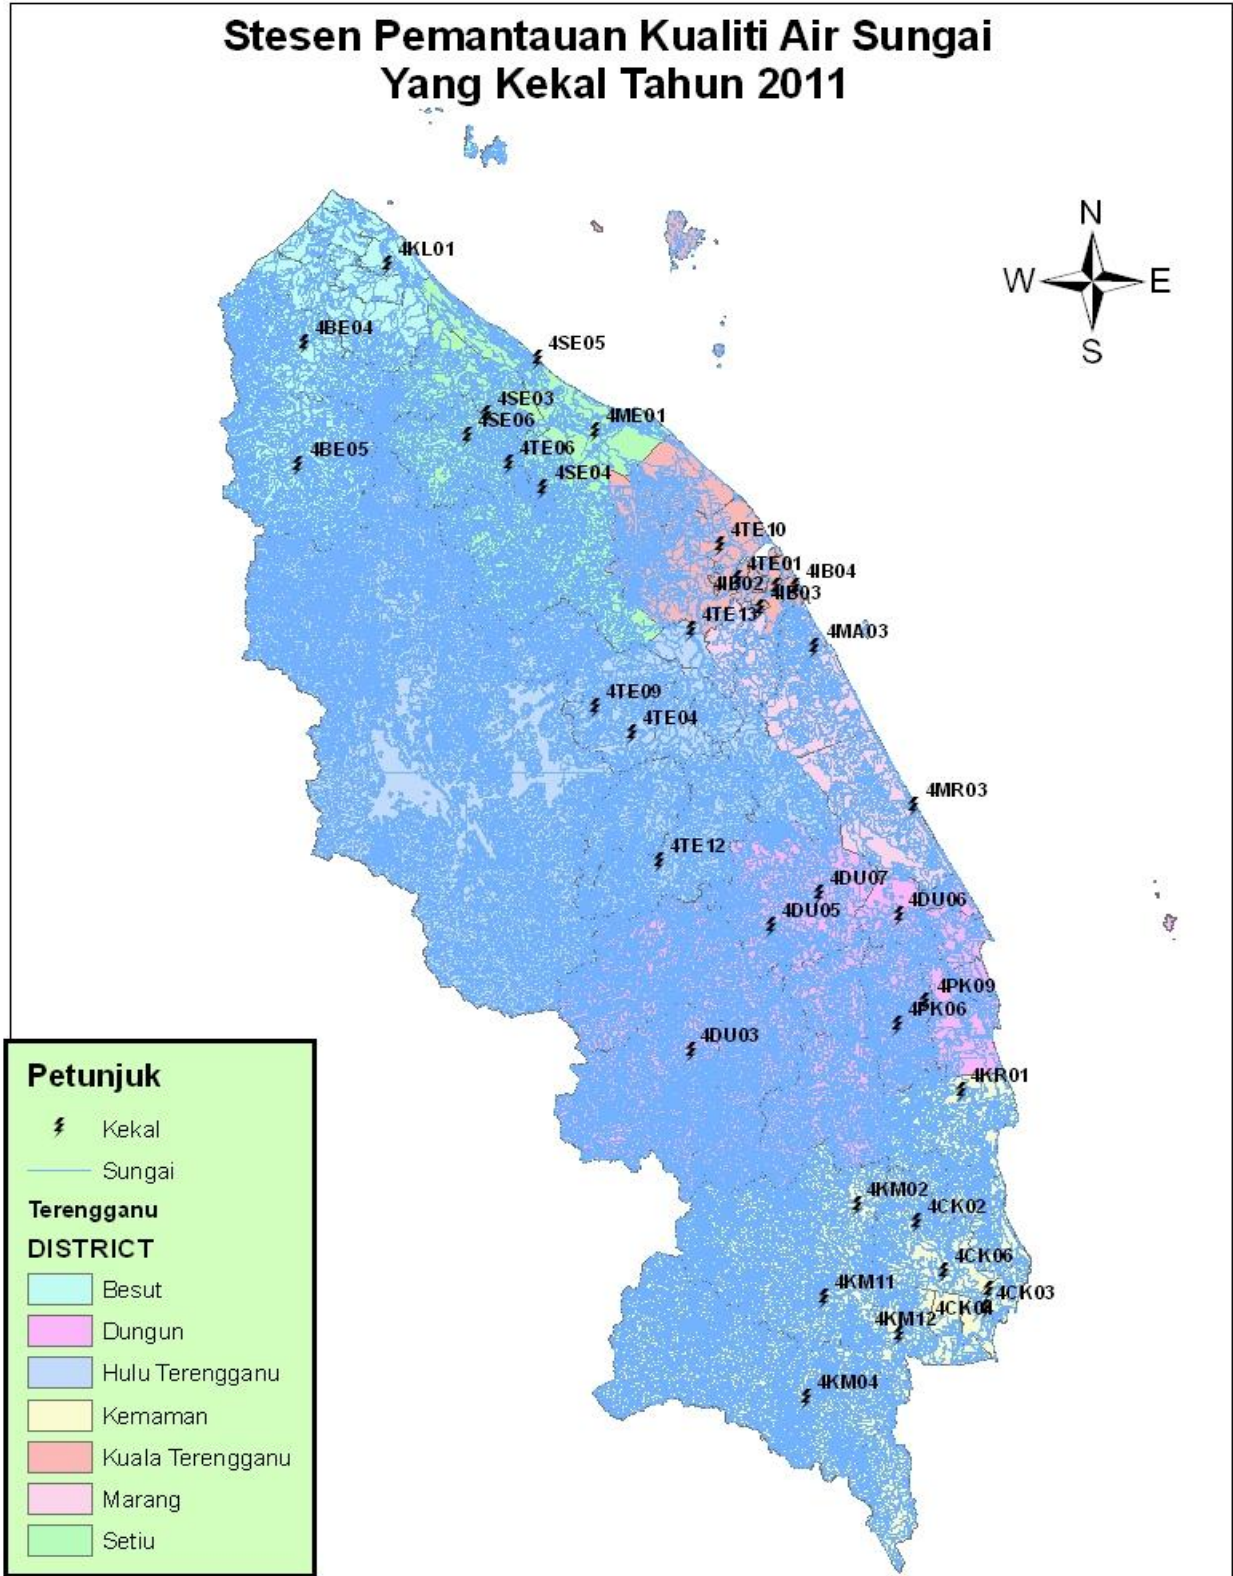 Stesen Pemantauan Kualiti Air Sungai
Yang Kekal Tahun 2011
N
W
E
S
4KL01
4BE04
4SE05
4SE03
4ME01
4SE06
4BE05
4TE06
4SE04
4TE10
4TE01
4IB04
4IB02
4IB03
4TE13
4MA03
4TE09
4TE04
4MR03
4TE12
4DU07
4DU06
4DU05
4PK09
4PK06
4DU03
4KR01
4KM02
4CK02
4CK06
4KM11
4CK03
4CK04
4KM12
4KM04
Petunjuk
Kekal
Sungai
Terengganu
DISTRICT
Besut
Dungun
Hulu Terengganu
Kemaman
Kuala Terengganu
Marang
Setiu